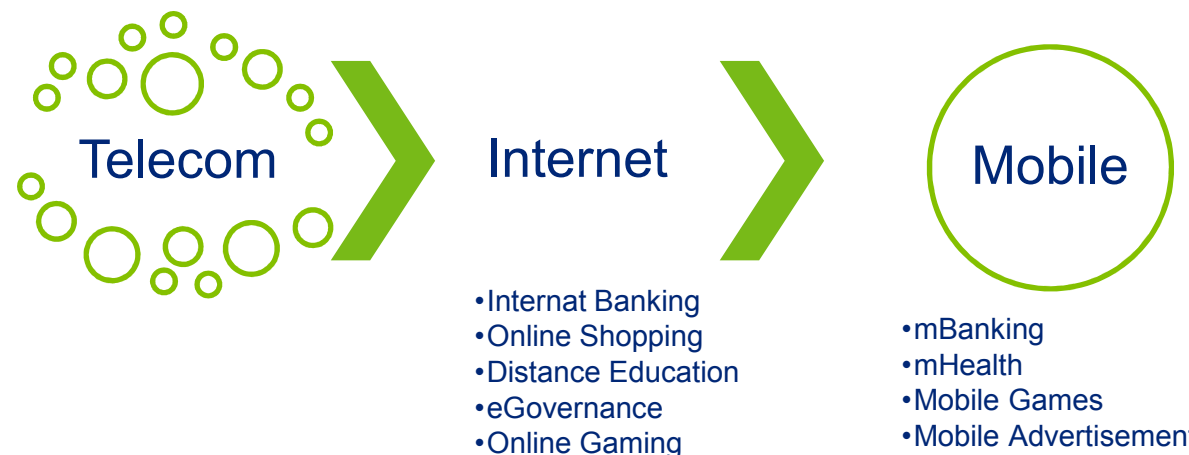 Telecom
Internet
Mobile
•Internat Banking
•Online Shopping
•Distance Education
•eGovernance
•Online Gaming
•mBanking
•mHealth
•Mobile Games
•Mobile Advertisement